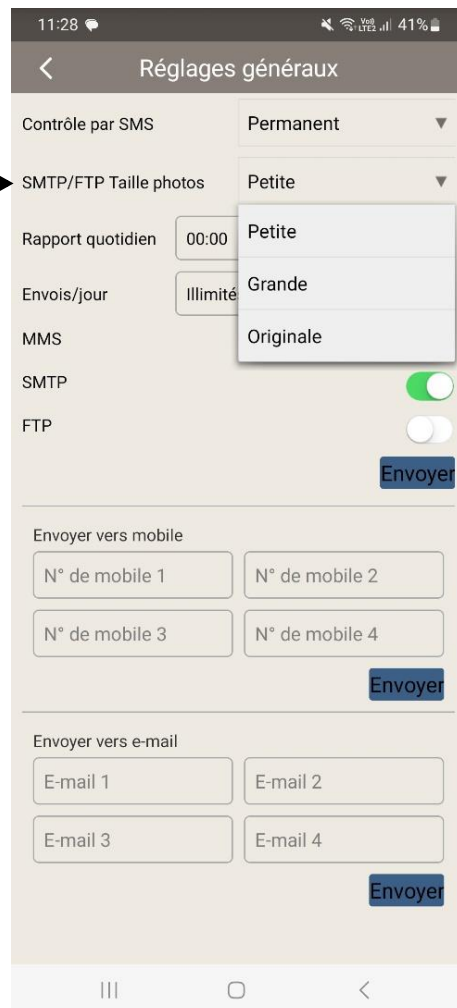 11:28 VoI) LTE2 41%
Réglages généraux
Contrôle par SMS Permanent
SMTP/FTP Taille photos Petite
Rapport quotidien 00:00 Petite
Grande
Envois/jour Illimité
Originale
MMS
SMTP
FTP
Envoyer
Envoyer vers mobile
N° de mobile 1 N° de mobile 2
N° de mobile 3 N° de mobile 4
Envoyer
Envoyer vers e-mail
E-mail 1 E-mail 2
E-mail 3 E-mail 4
Envoyer